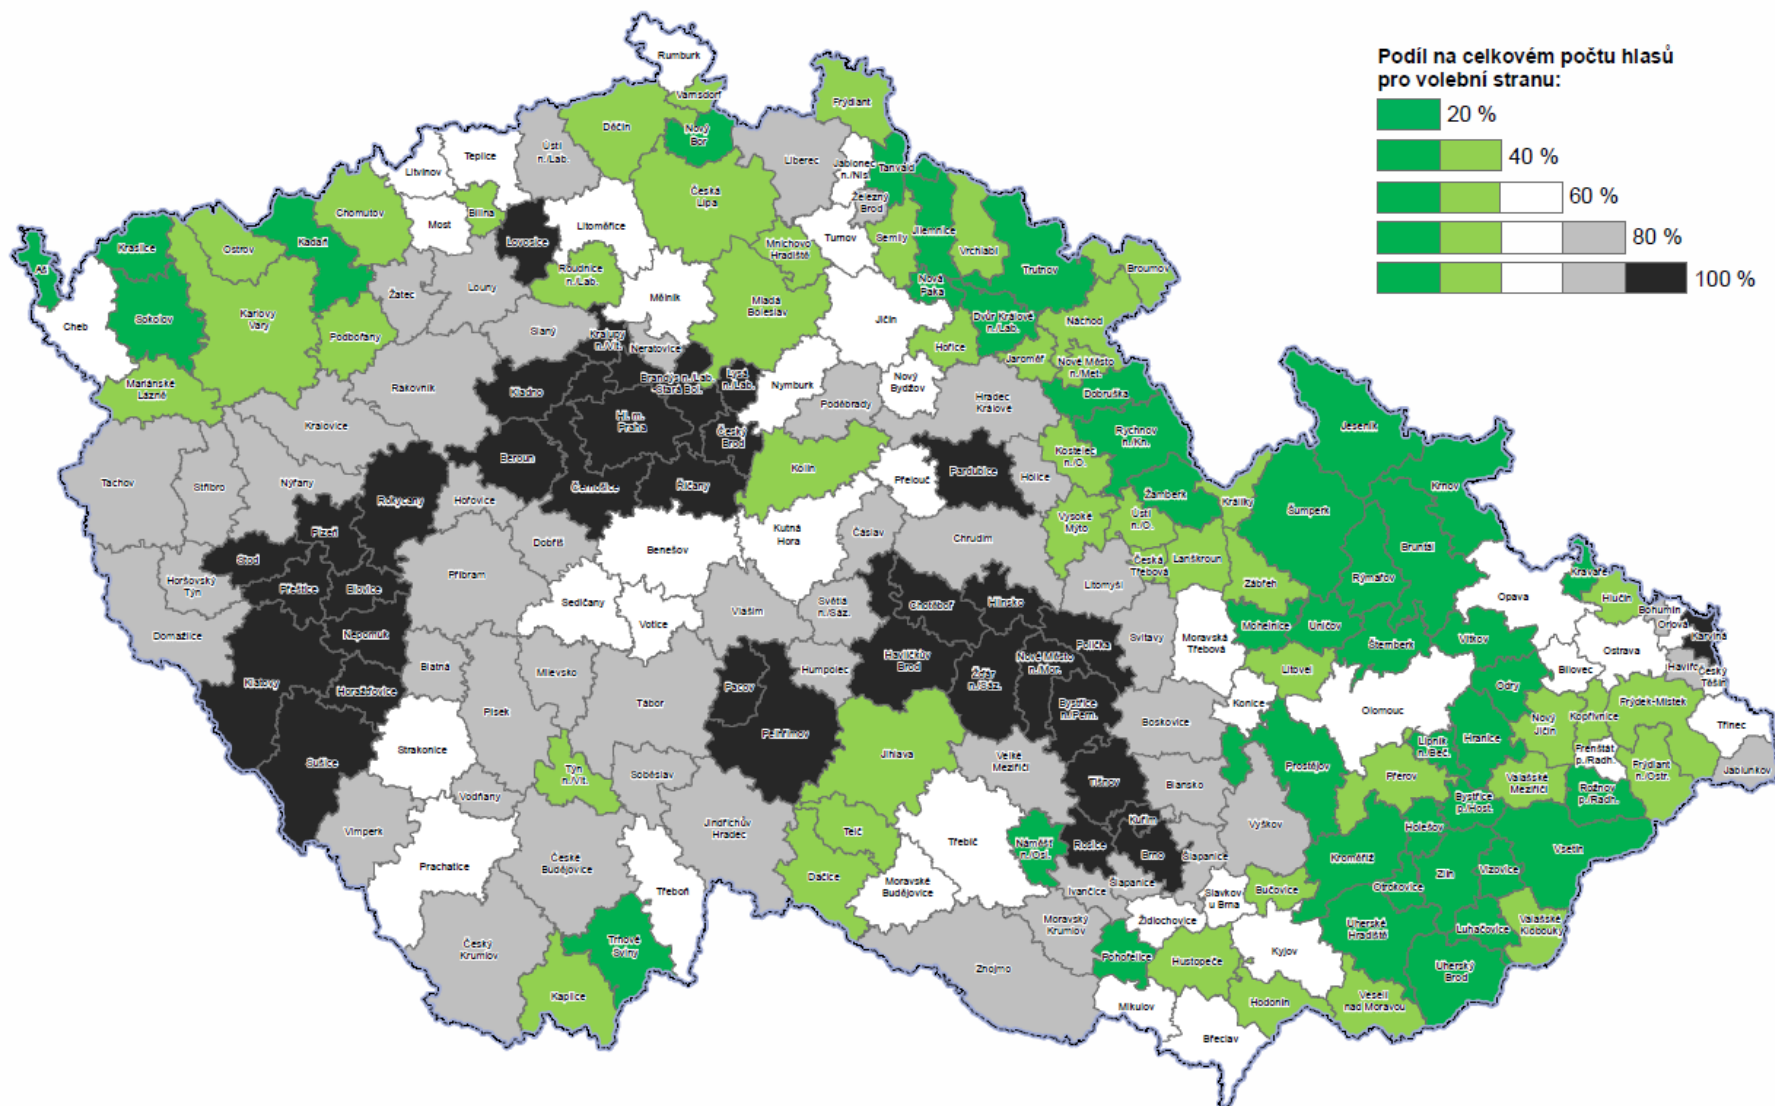 Podíl na celkovém počtu hlasů
pro volební stranu:
20 %
40 %
60 %
80 %
100 %
Rumburk
Varnsdorf
Frýdlant
Děčín
Nový
Bor
Ústí
n./Lab.
Teplice
Litvínov
Liberec
Jablonec
n./Nis.
Tanvald
Železný
Brod
Česká
Lípa
Chomutov
Bílina
Most
Litoměřice
Lovosice
Kraslice
Ostrov
Kadaň
Aš
Turnov
Semily
Jilemnice
Vrchlabí
Trutnov
Broumov
Mnichovo
Hradiště
Roudnice
n./Lab.
Nová
Paka
Žatec
Louny
Mělník
Mladá
Boleslav
Jičín
Dvůr Králové
n./Lab.
Náchod
Cheb
Sokolov
Karlovy
Vary
Podbořany
Slaný
Kralupy
n./Vlt.
Neratovice
Hořice
Jaroměř
Nové Město
n./Met.
Mariánské
Lázně
Rakovník
Kladno
Brandýs n./Lab.
-Stará Bol.
Lysá
n./Lab.
Nymburk
Nový
Bydžov
Poděbrady
Hradec
Králové
Dobruška
Kralovice
Hl. m.
Praha
Český
Brod
Rychnov
n./Kn.
Jeseník
Beroun
Kolín
Kostelec
n./O.
Tachov
Stříbro
Nýřany
Rokycany
Hořovice
Černošice
Říčany
Přelouč
Pardubice
Holice
Žamberk
Králíky
Krnov
Šumperk
Plzeň
Dobříš
Benešov
Kutná
Hora
Čáslav
Chrudim
Vysoké
Mýto
Ústí
n./O.
Bruntál
Stod
Přeštice
Blovice
Příbram
Česká
Třebová
Lanškroun
Zábřeh
Rýmařov
Horšovský
Týn
Sedlčany
Votice
Vlašim
Světlá
n./Sáz.
Chotěboř
Hlinsko
Litomyšl
Opava
Kravaře
Hlučín
Domažlice
Nepomuk
Polička
Svitavy
Moravská
Třebová
Mohelnice
Uničov
Šternberk
Vítkov
Bohumín
Orlová
Karviná
Ostrava
Klatovy
Horažďovice
Blatná
Milevsko
Humpolec
Havlíčkův
Brod
Nové Město
n./Mor.
Žďár
n./Sáz.
Bílovec
Český
Těšín
Pacov
Litovel
Odry
Písek
Tábor
Bystřice
n./Pern.
Konice
Olomouc
Frýdek-Místek
Třinec
Sušice
Strakonice
Pelhřimov
Boskovice
Nový
Jičín
Kopřivnice
Týn
n./Vlt.
Soběslav
Jihlava
Velké
Meziříčí
Prostějov
Lipník
n./Beč.
Hranice
Frenštát
p./Radh.
Frýdlant
n./Ostr.
Jablunkov
Vodňany
Tišnov
Blansko
Přerov
Valašské
Meziříčí
Rožnov
p./Radh.
Bystřice
p./Host.
Vimperk
Jindřichův
Hradec
Kuřim
Vyškov
Holešov
Telč
Třebíč
Náměšť
n./Osl.
Rosice
Brno
Šlapanice
Kroměříž
Vsetín
Prachatice
České
Budějovice
Třeboň
Dačice
Moravské
Budějovice
Ivančice
Šlapanice
Slavkov
u Brna
Bučovice
Otrokovice
Zlín
Vizovice
Český
Krumlov
Trhové
Sviny
Moravský
Krumlov
Židlochovice
Uherské
Hradiště
Luhačovice
Valašské
Klobouky
Kaplice
Znojmo
Pohořelice
Hustopeče
Kyjov
Uherský
Brod
Mikulov
Hodonín
Veselí
nad Moravou
Břeclav